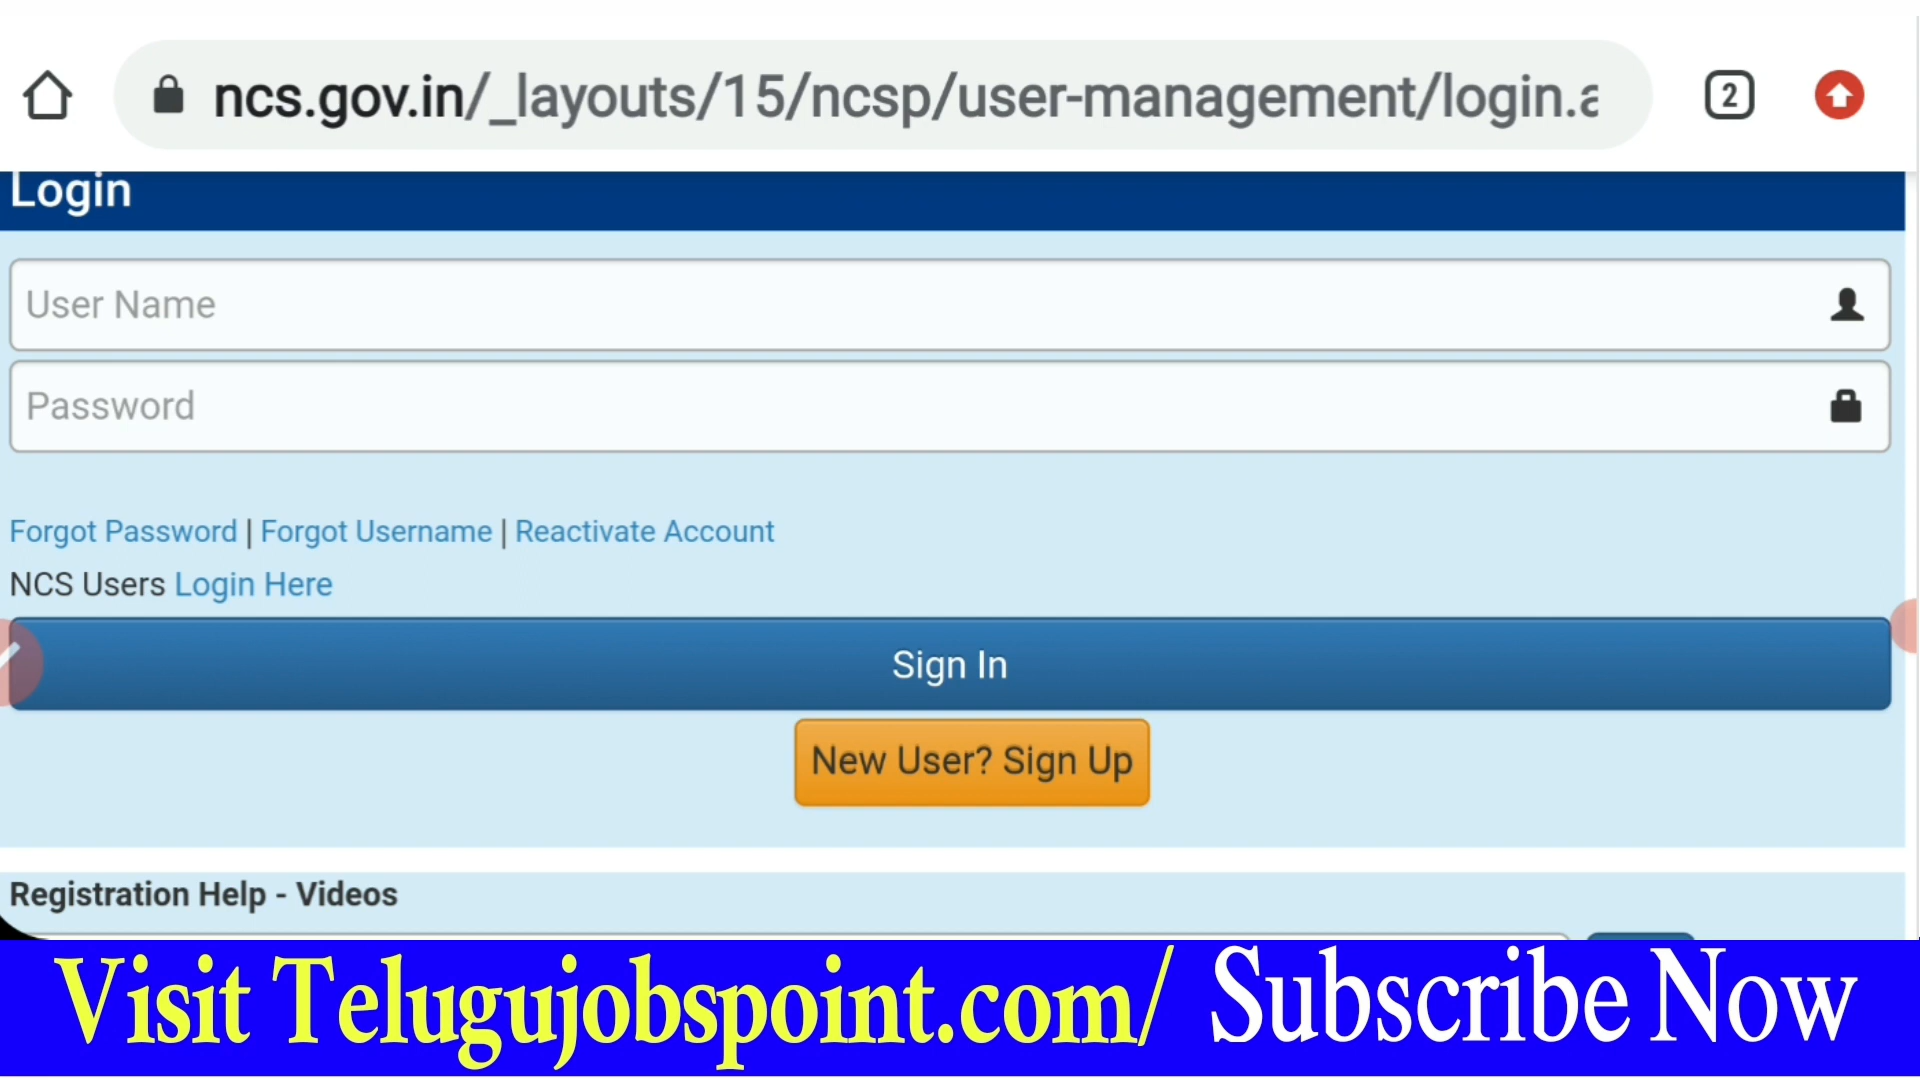 ncs.gov.in/_layouts/15/ncsp/user-management/login.a
2
Login
User Name
Password
Forgot Password | Forgot Username | Reactivate Account
NCS Users Login Here
Sign In
New User? Sign Up
Registration Help - Videos
Visit Telugujobspoint.com/ Subscribe Now